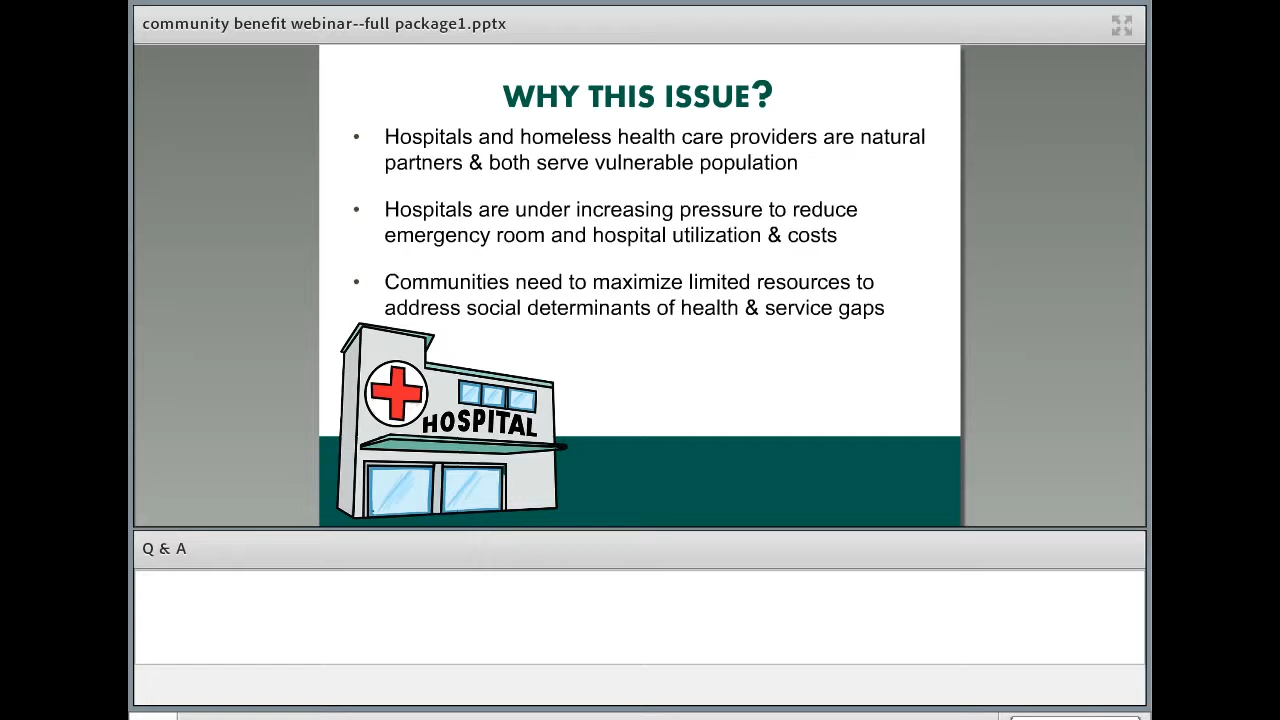 community benefit webinar--full package1.pptx
WHY THIS ISSUE?
• Hospitals and homeless health care providers are natural
partners & both serve vulnerable population
• Hospitals are under increasing pressure to reduce
emergency room and hospital utilization & costs
• Communities need to maximize limited resources to
address social determinants of health & service gaps
HOSPITAL
Q & A